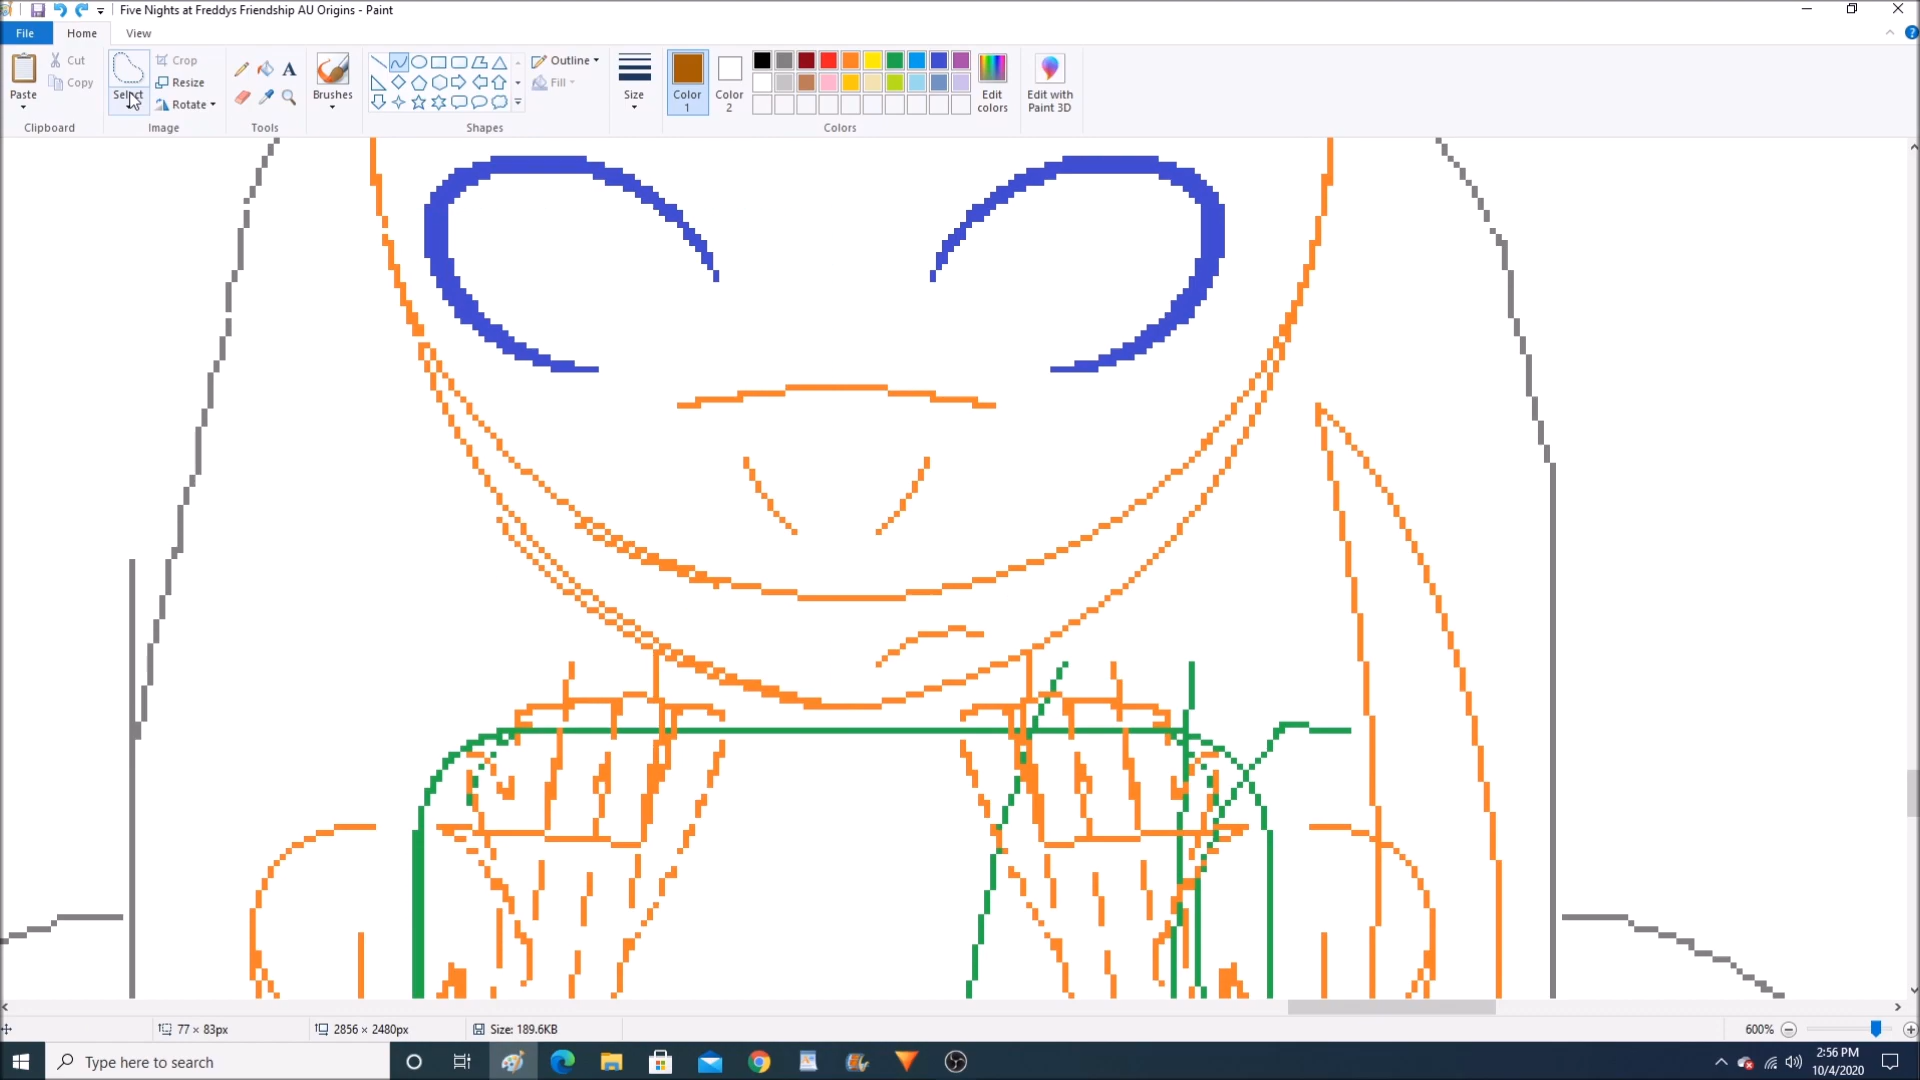 Five Nights at Freddys Friendship AU Origins - Paint
File
Home
View
Paste
Cut
Copy
Clipboard
Select
Crop
Resize
Rotate
Image
A
Tools
Brushes
Shapes
Outline
Fill
Size
Color
1
Color
2
Edit
colors
Colors
Edit with
Paint 3D
77 × 83px
2856 × 2480px
Size: 189.6KB
600%
Type here to search
2:56 PM
10/4/2020